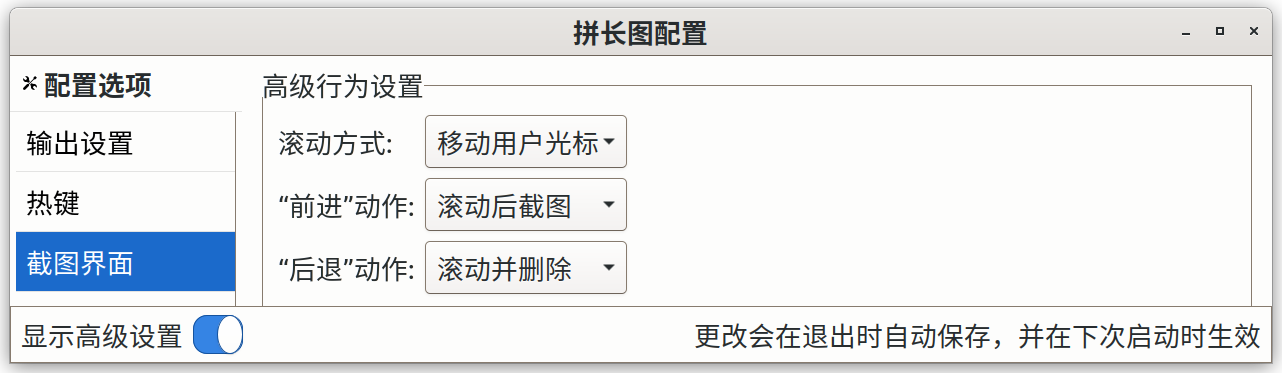 拼长图配置
配置选项
输出设置
热键
截图界面
高级行为设置
滚动方式: 移动用户光标
“前进”动作: 滚动后截图
“后退”动作: 滚动并删除
显示高级设置
更改会在退出时自动保存，并在下次启动时生效